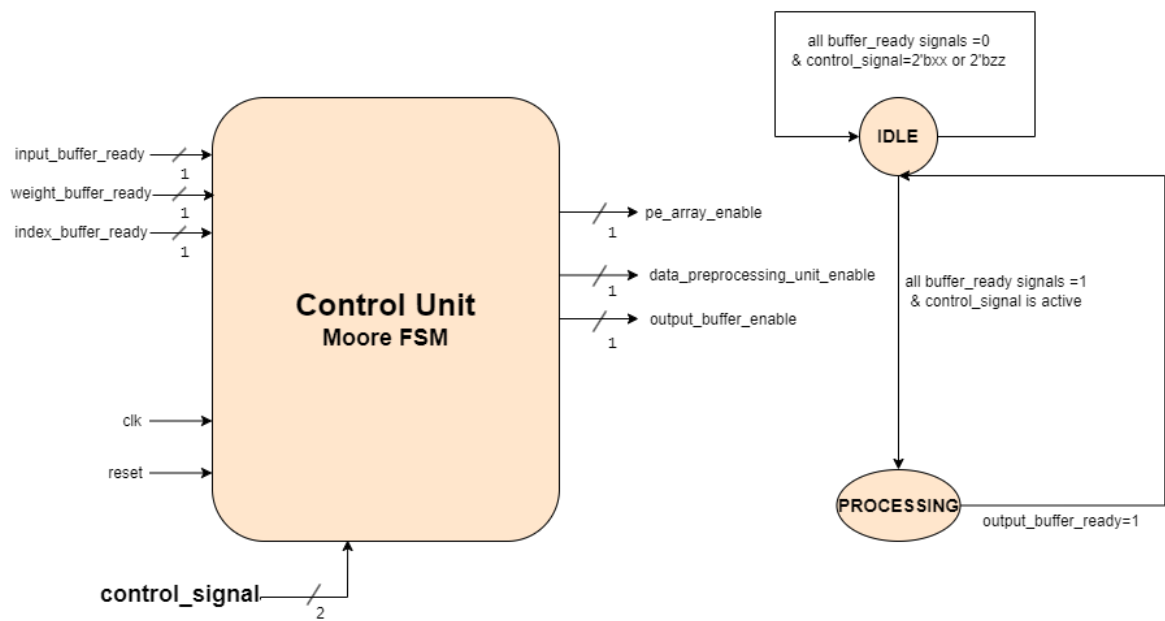 all buffer_ready signals =0
& control_signal=2'bxx or 2'bzz
IDLE
input_buffer_ready
1
weight_buffer_ready
1
index_buffer_ready
1
pe_array_enable
1
data_preprocessing_unit_enable
1
output_buffer_enable
1
Control Unit
Moore FSM
all buffer_ready signals =1
& control_signal is active
clk
reset
PROCESSING
output_buffer_ready=1
control_signal
2